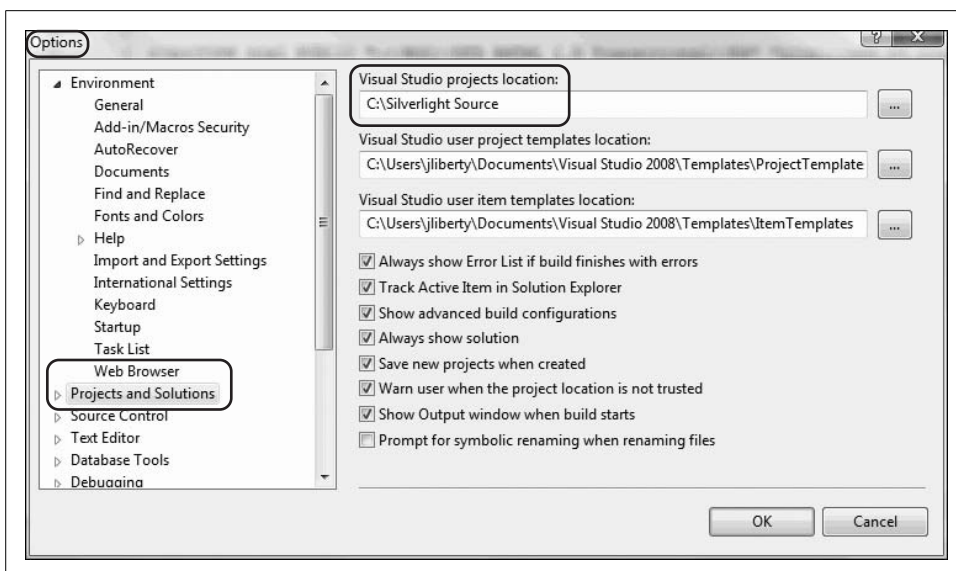 Options
Environment
General
Add-in/Macros Security
AutoRecover
Documents
Find and Replace
Fonts and Colors
Help
Import and Export Settings
International Settings
Keyboard
Startup
Task List
Web Browser
Projects and Solutions
Source Control
Text Editor
Database Tools
Debugging
Visual Studio projects location:
C:\Silverlight Source
...
Visual Studio user project templates location:
C:\Users\jliberty\Documents\Visual Studio 2008\Templates\ProjectTemplate
...
Visual Studio user item templates location:
C:\Users\jliberty\Documents\Visual Studio 2008\Templates\ItemTemplates
...
Always show Error List if build finishes with errors
Track Active Item in Solution Explorer
Show advanced build configurations
Always show solution
Save new projects when created
Warn user when the project location is not trusted
Show Output window when build starts
Prompt for symbolic renaming when renaming files
OK
Cancel